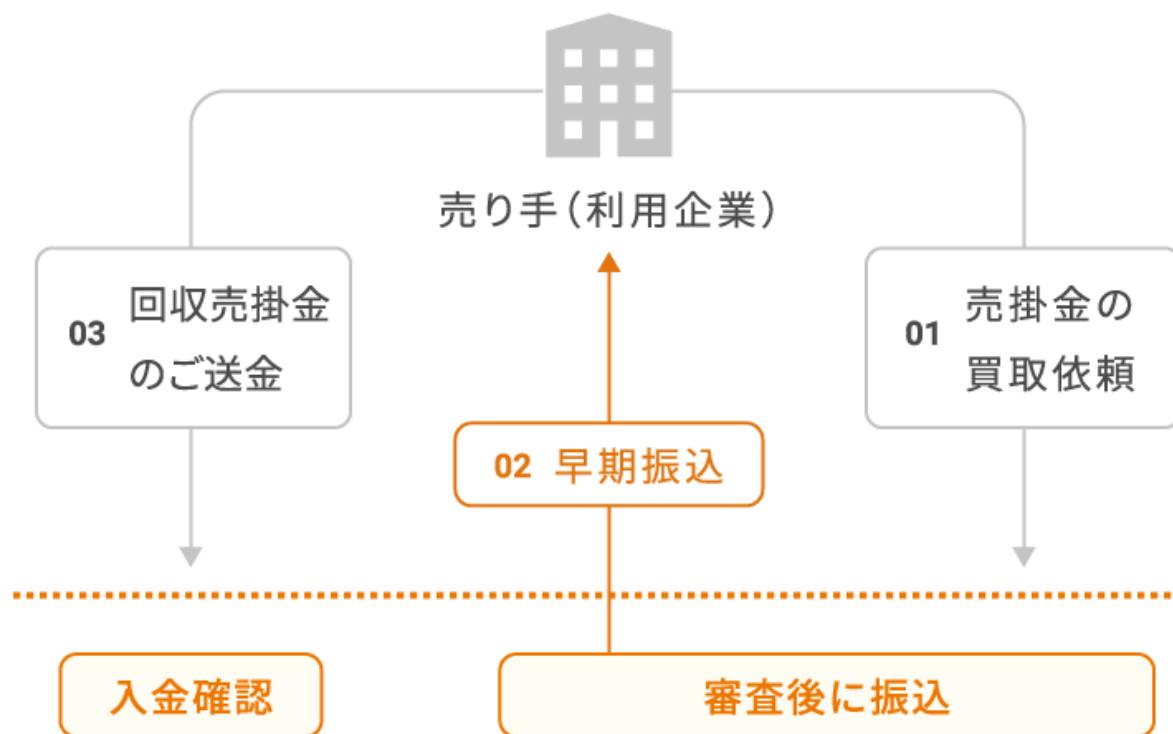 売り手（利用企業）
03 回収売掛金
のご送金
01 売掛金の
買取依頼
02 早期振込
入金確認
審査後に振込